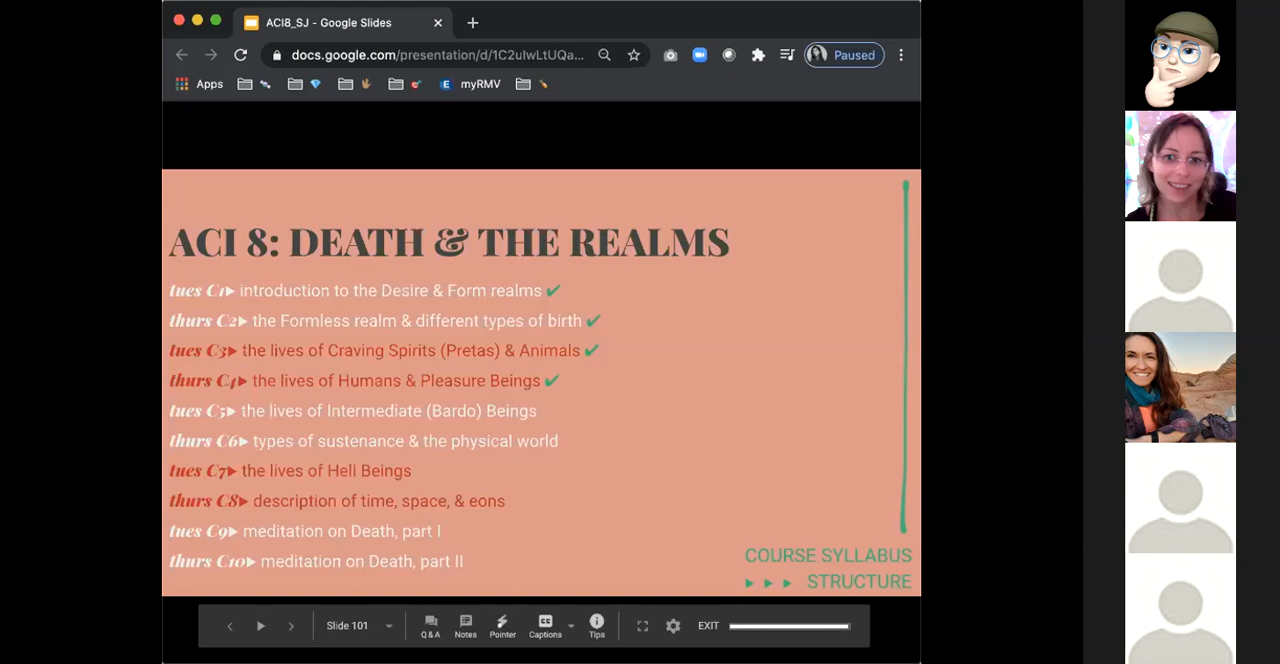 ACI8_SJ - Google Slides
docs.google.com/presentation/d/1C2uIwLtUQa...
Paused
Apps
myRMV
ACI 8: DEATH & THE REALMS
tues C1▸ introduction to the Desire & Form realms ✔
thurs C2▸ the Formless realm & different types of birth ✔
tues C3▸ the lives of Craving Spirits (Pretas) & Animals ✔
thurs C4▸ the lives of Humans & Pleasure Beings ✔
tues C5▸ the lives of Intermediate (Bardo) Beings
thurs C6▸ types of sustenance & the physical world
tues C7▸ the lives of Hell Beings
thurs C8▸ description of time, space, & eons
tues C9▸ meditation on Death, part I
thurs C10▸ meditation on Death, part II
COURSE SYLLABUS
▸ ▸ ▸ STRUCTURE
Slide 101
Q & A
Notes
Pointer
Captions
Tips
EXIT